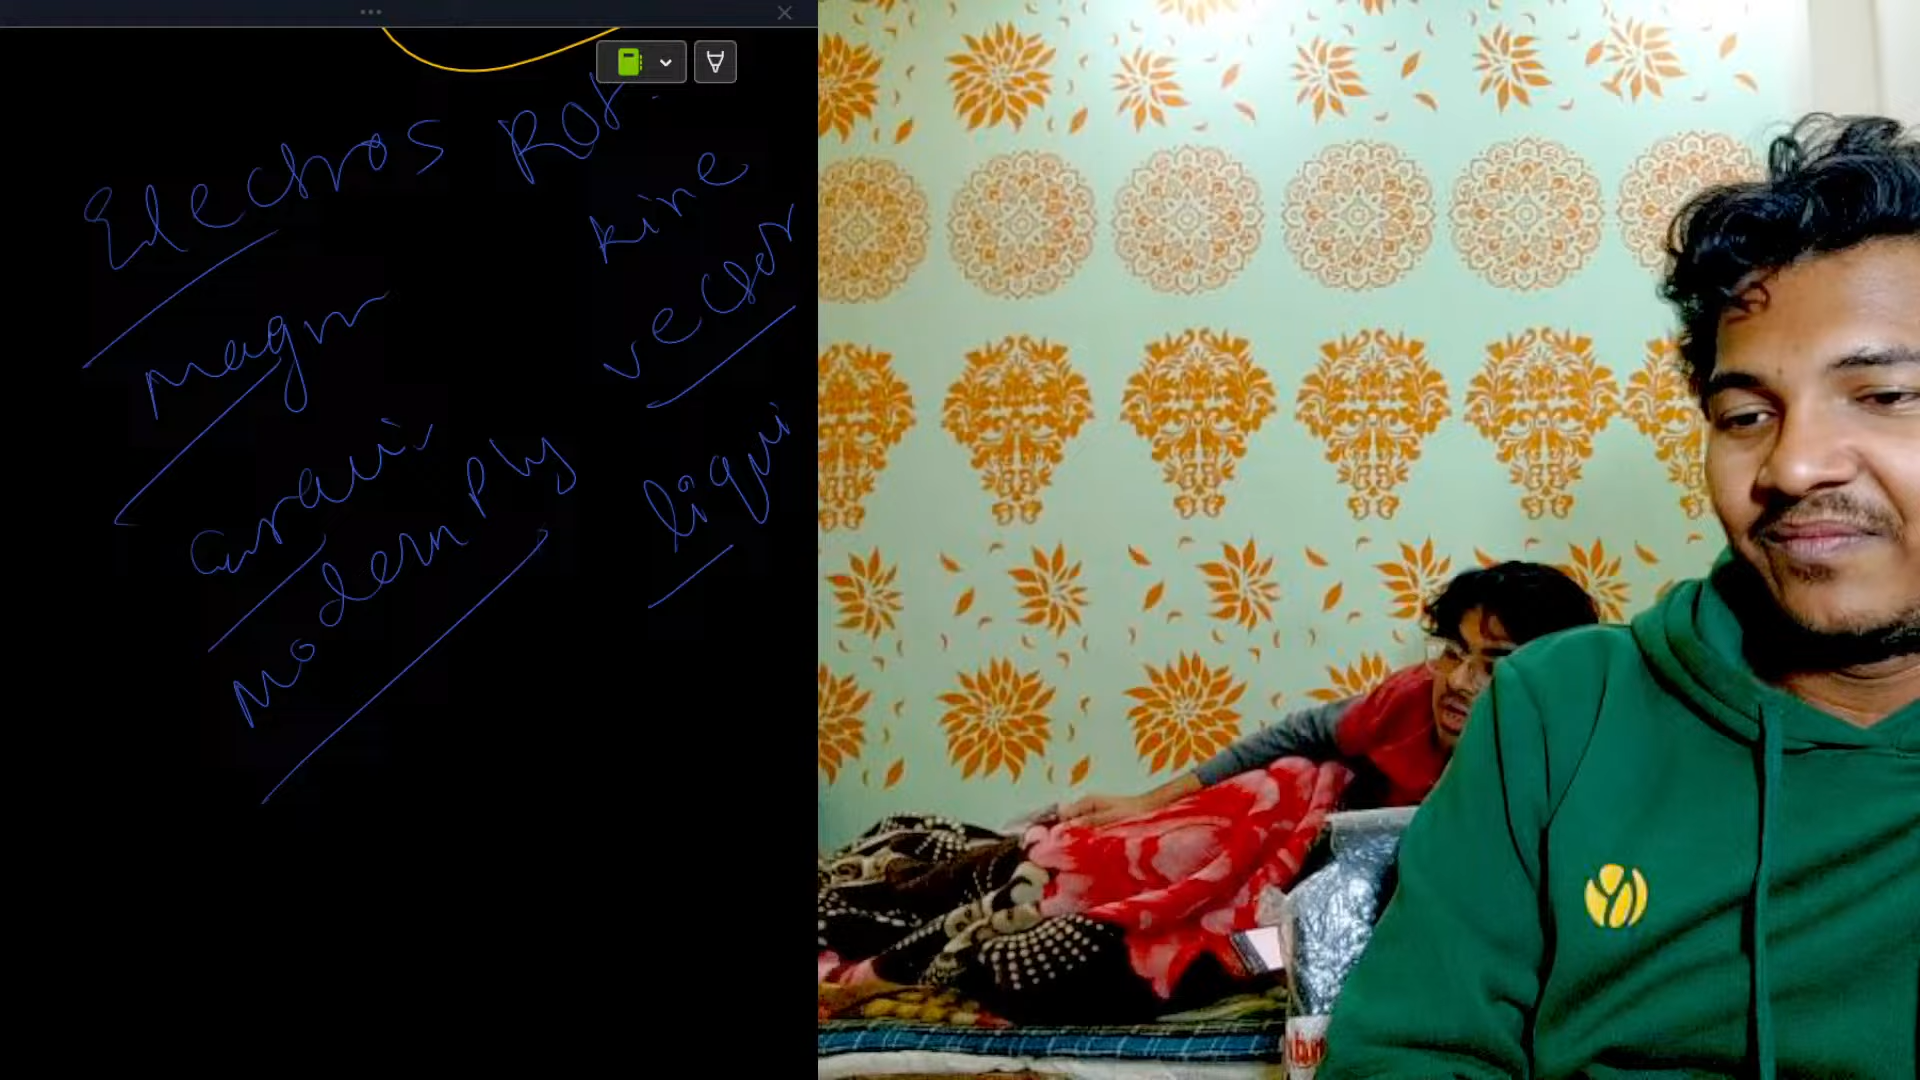 Electros Rot.
kine
vector
magn
Gravi
modern Phy
liqui